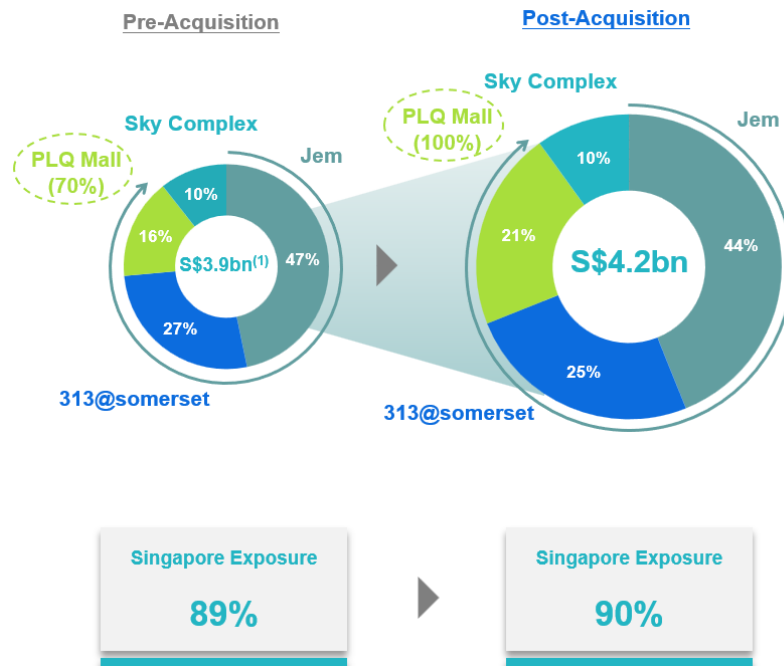 Pre-Acquisition
Post-Acquisition
Sky Complex
PLQ Mall
(70%)
Jem
10%
16%
47%
27%
S$3.9bn(1)
313@somerset
Sky Complex
PLQ Mall
(100%)
Jem
10%
21%
44%
25%
S$4.2bn
313@somerset
Singapore Exposure
89%
Singapore Exposure
90%